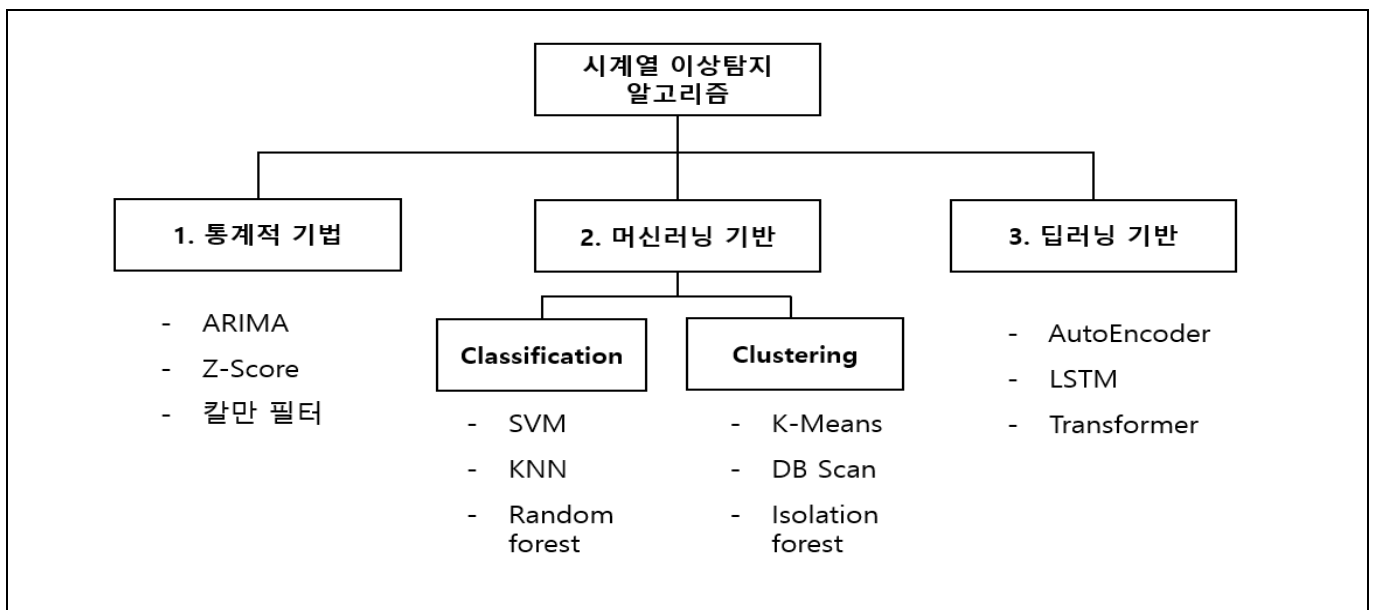 시계열 이상탐지
알고리즘
1. 통계적 기법
2. 머신러닝 기반
3. 딥러닝 기반
- ARIMA
- Z-Score
- 칼만 필터
Classification
Clustering
- SVM
- KNN
- Random
forest
- K-Means
- DB Scan
- Isolation
forest
- AutoEncoder
- LSTM
- Transformer